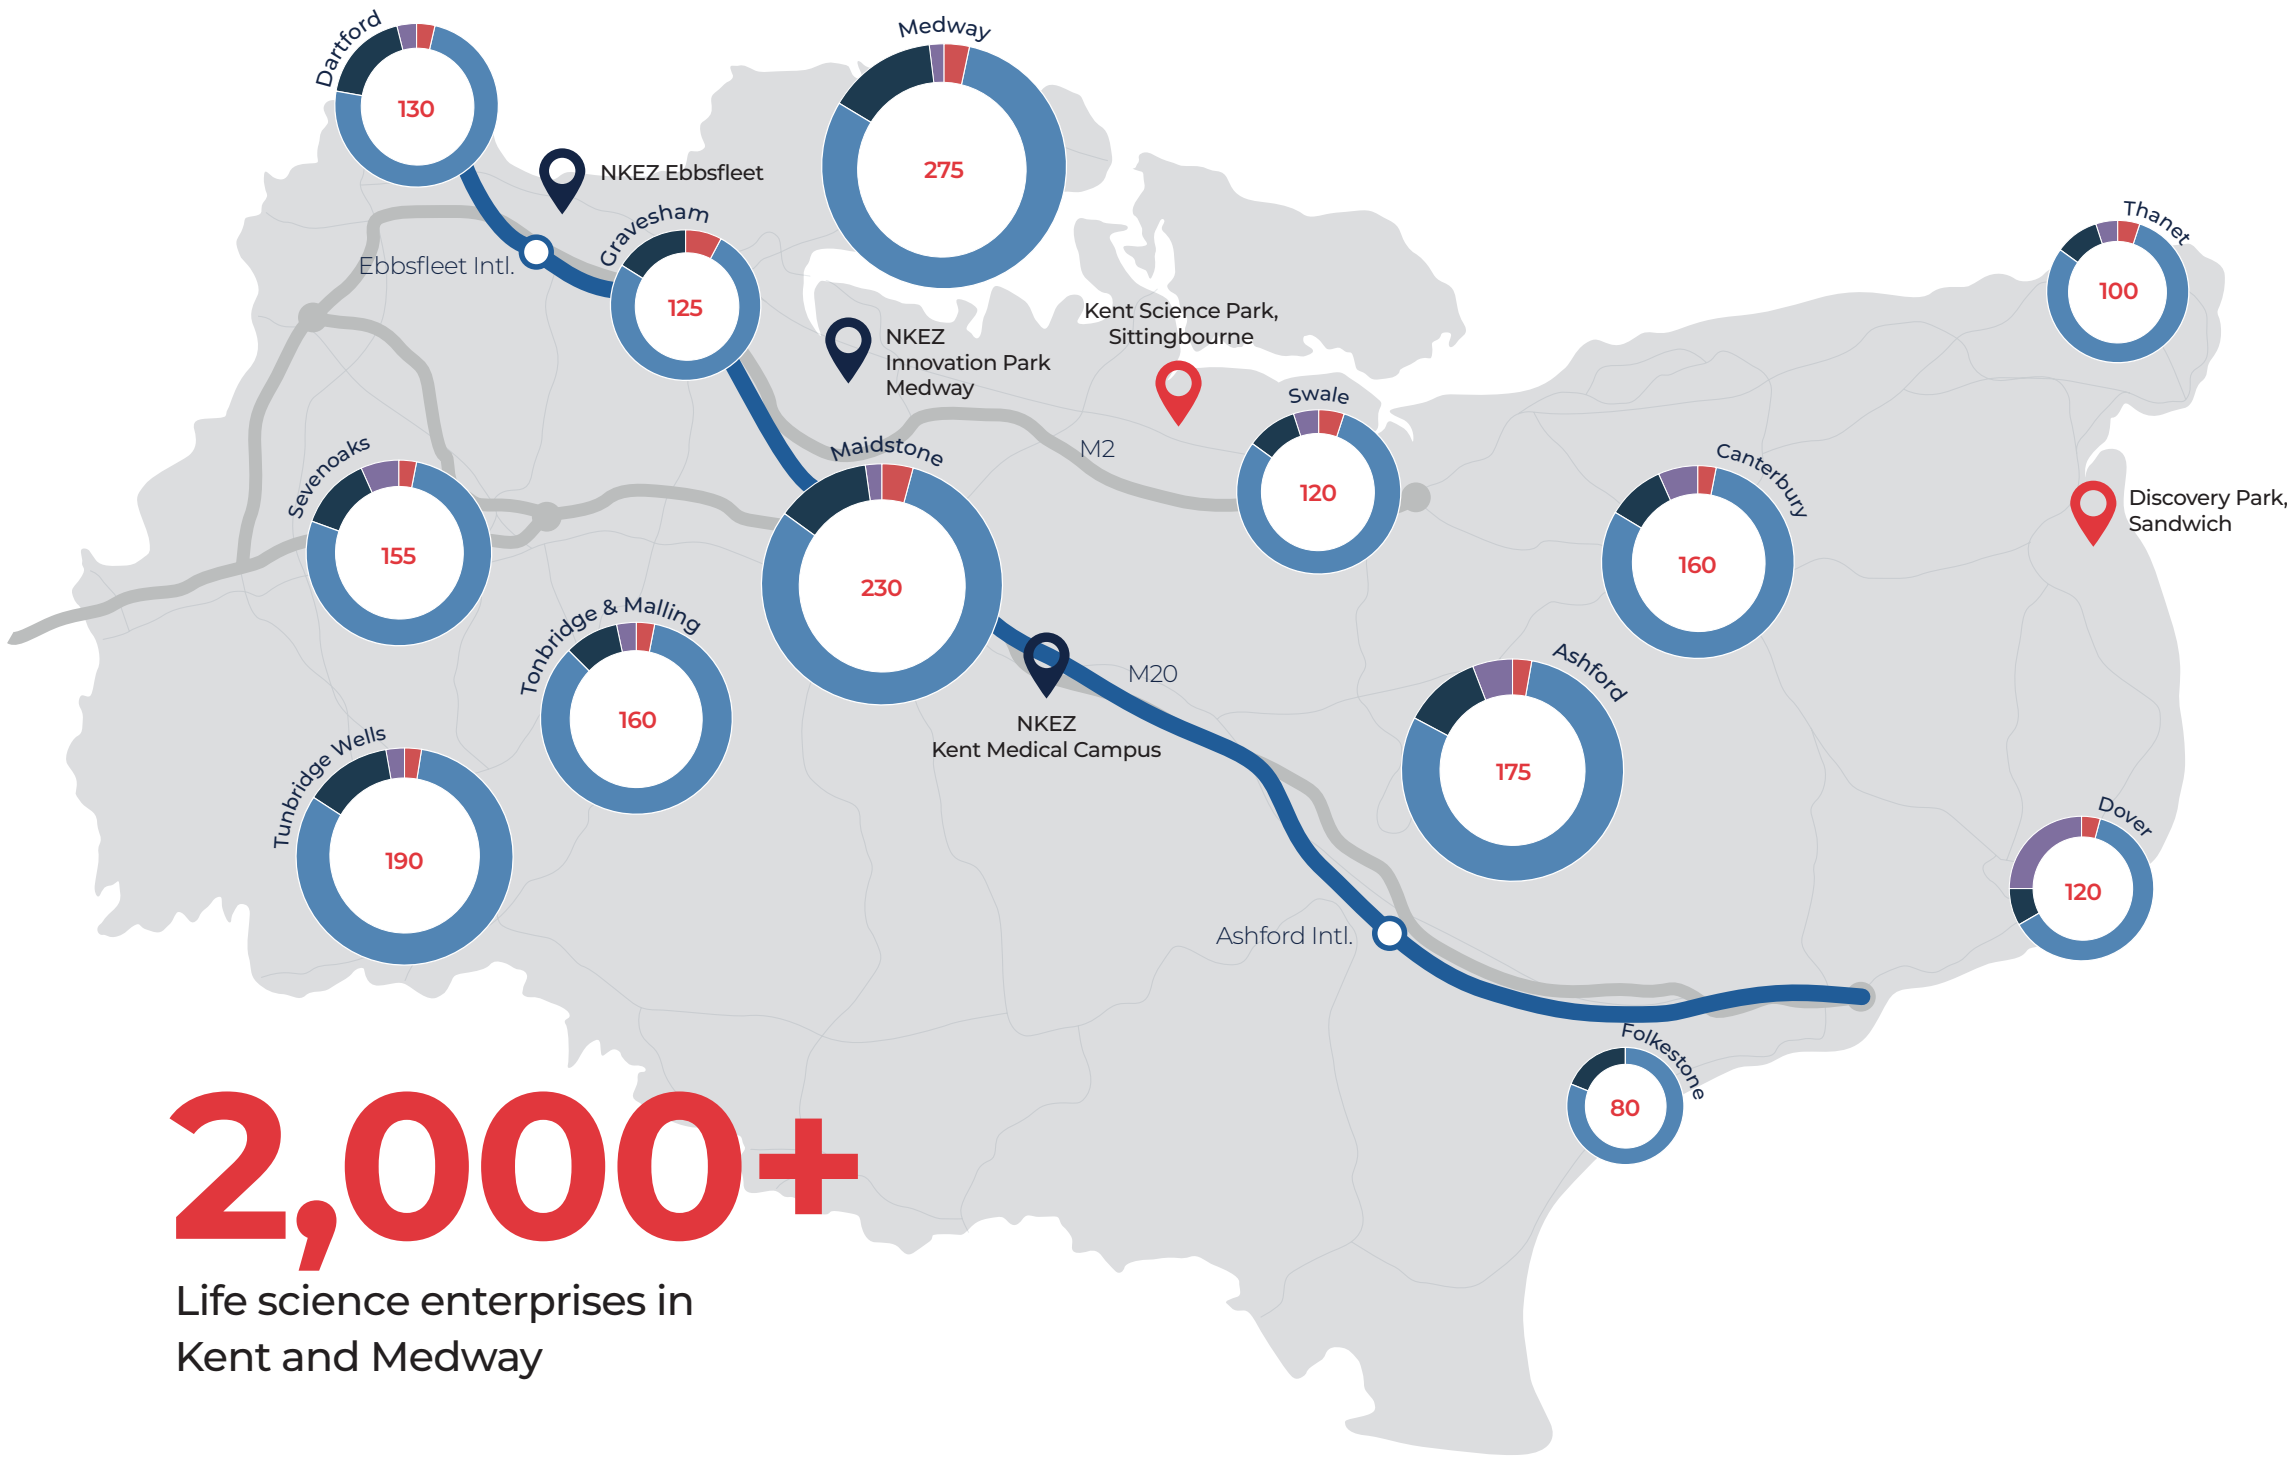 Dartford
130
Medway
275
NKEZ Ebbsfleet
Gravesham
125
Ebbsfleet Intl.
Thanet
100
NKEZ
Innovation Park
Medway
Kent Science Park,
Sittingbourne
Swale
120
M2
Maidstone
230
Sevenoaks
155
Canterbury
160
Discovery Park,
Sandwich
Tonbridge & Malling
160
M20
NKEZ
Kent Medical Campus
Ashford
175
Tunbridge Wells
190
Dover
120
Ashford Intl.
Folkestone
80
2,000+
Life science enterprises in
Kent and Medway